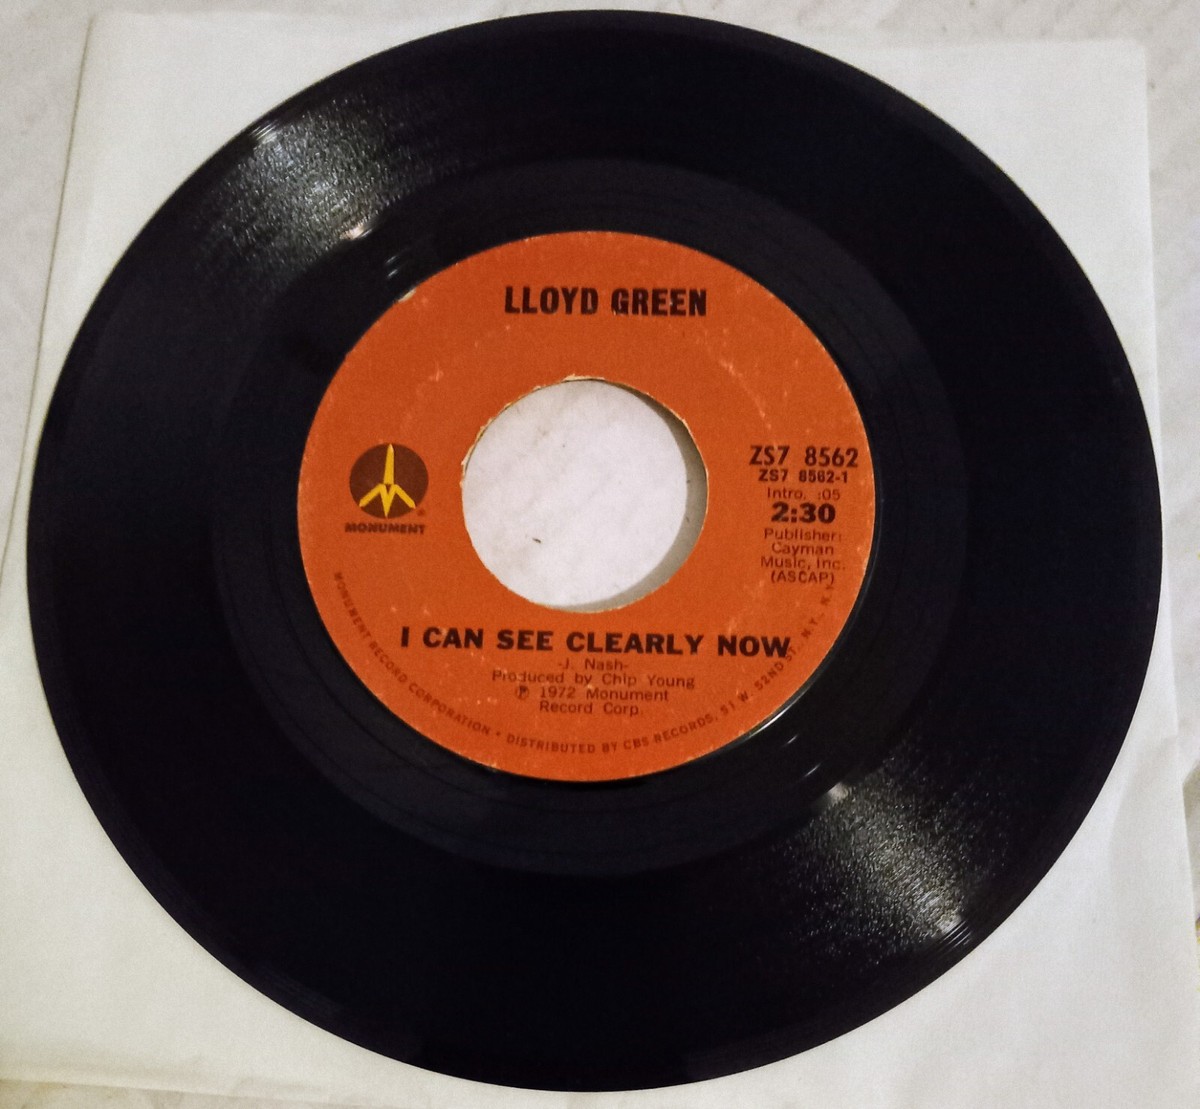 LLOYD GREEN
ZS7 8562
ZS7 8562-1
Intro. :05
2:30
Publisher:
Cayman
Music, Inc.
(ASCAP)
®
MONUMENT
I CAN SEE CLEARLY NOW
-J. Nash-
Produced by Chip Young
℗ 1972 Monument
Record Corp.
MONUMENT RECORD CORPORATION • DISTRIBUTED BY CBS RECORDS, 51 W. 52ND ST., N.Y., N.Y.